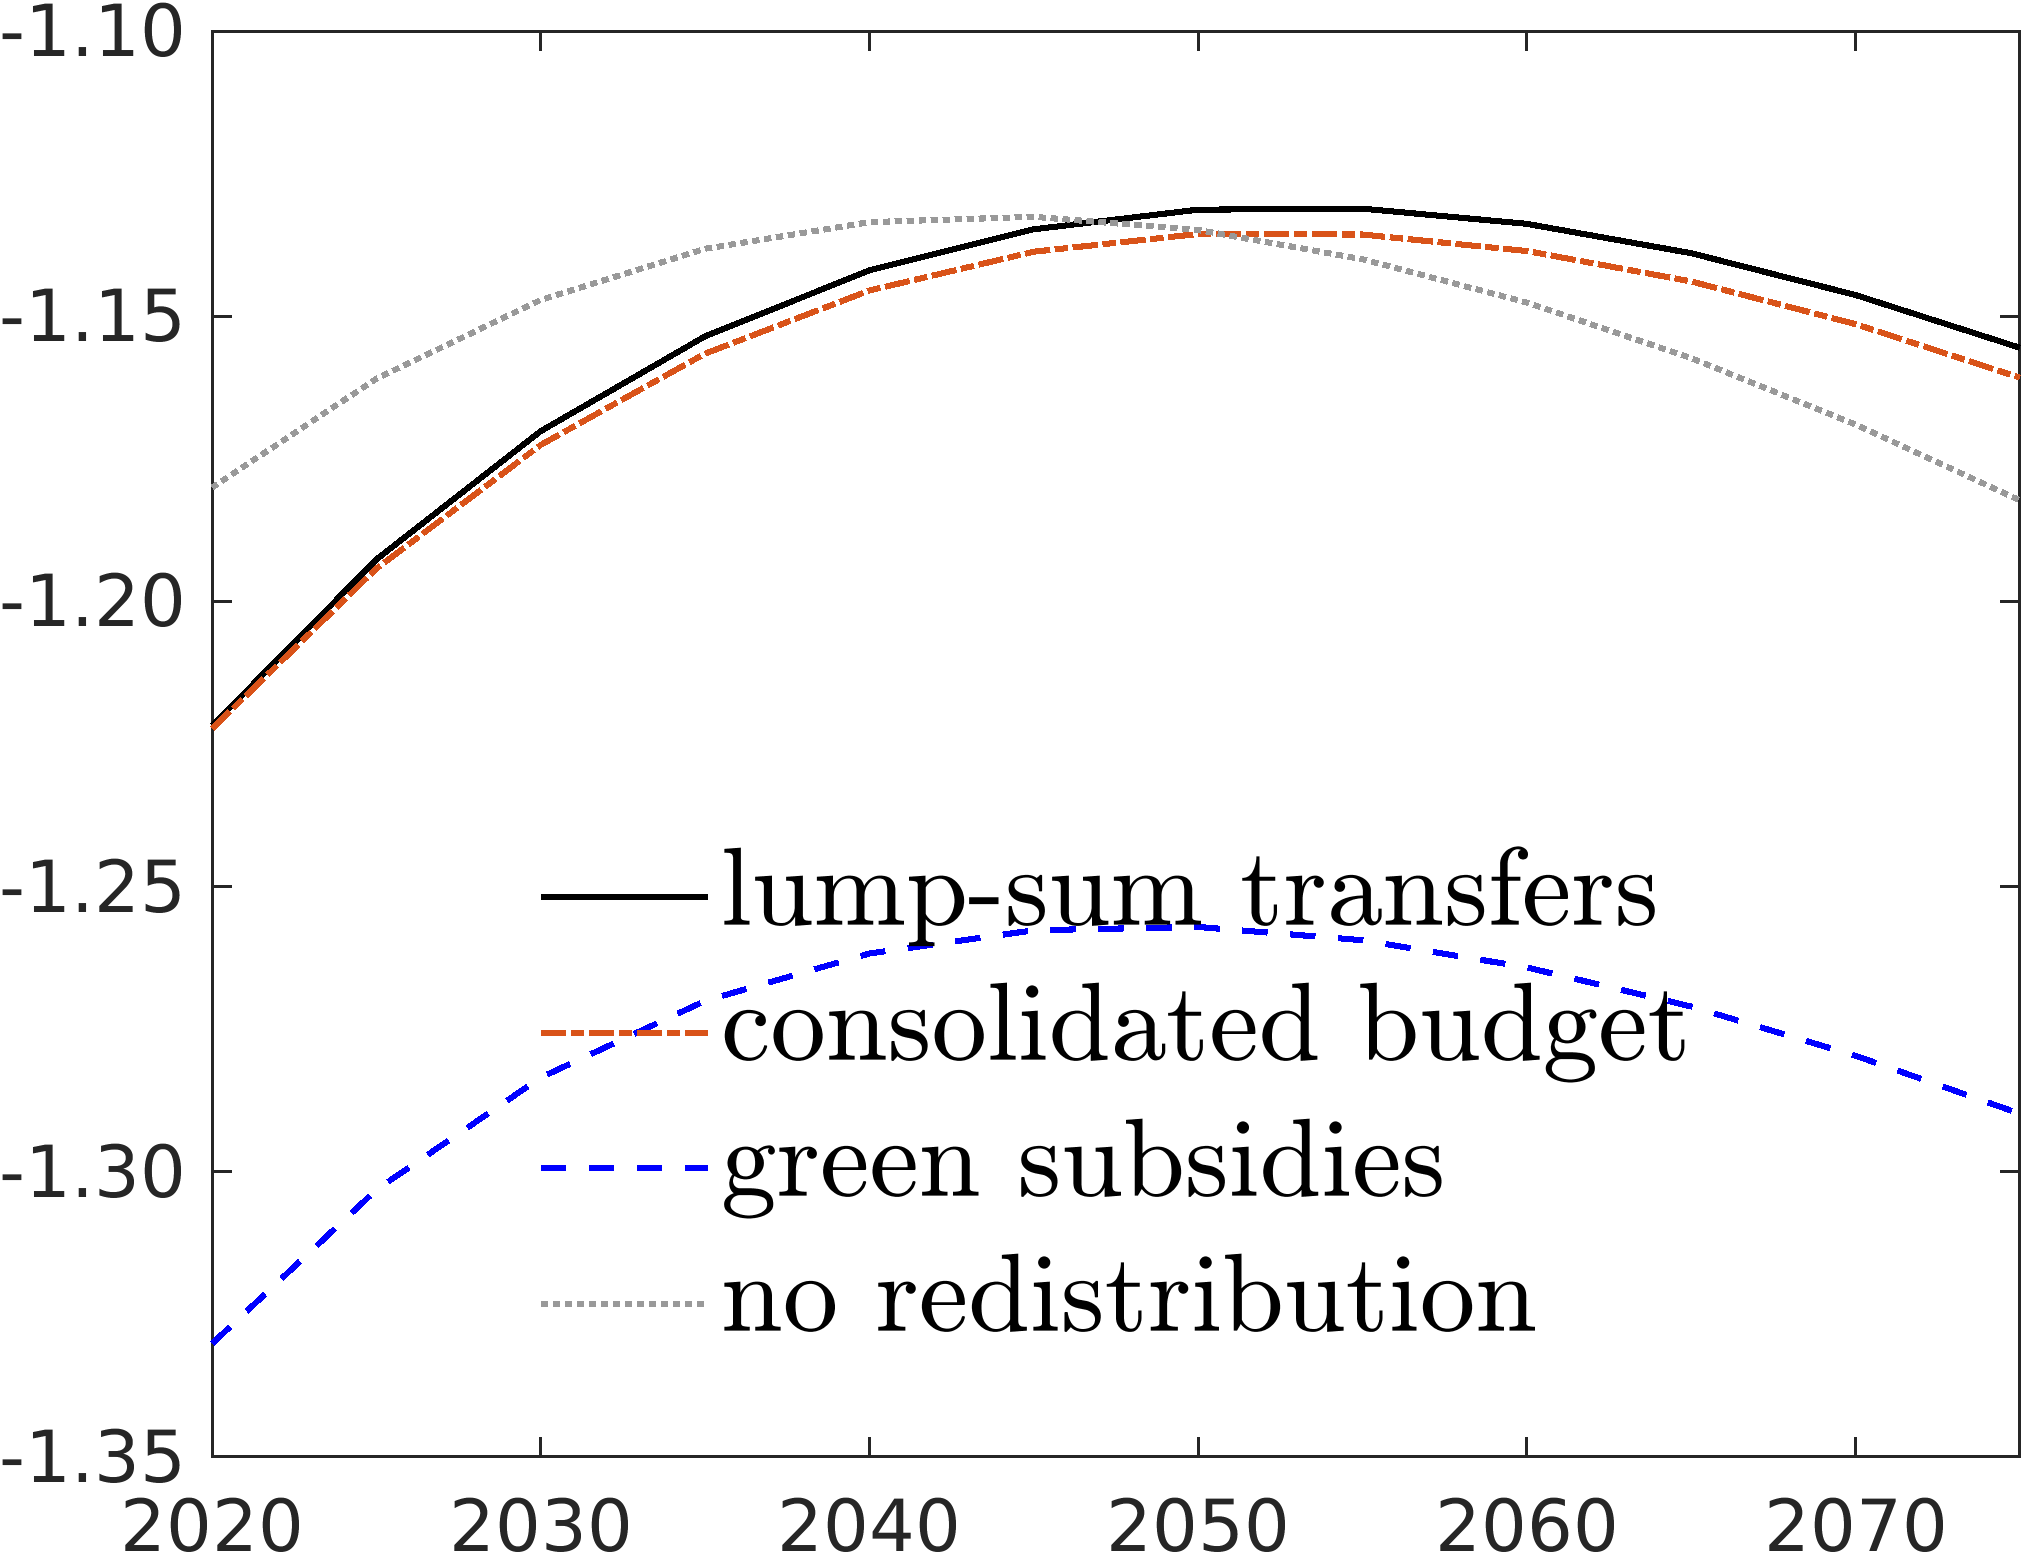 -1.10
-1.15
-1.20
-1.25
-1.30
-1.35
lump-sum transfers
consolidated budget
green subsidies
no redistribution
2020 2030 2040 2050 2060 2070